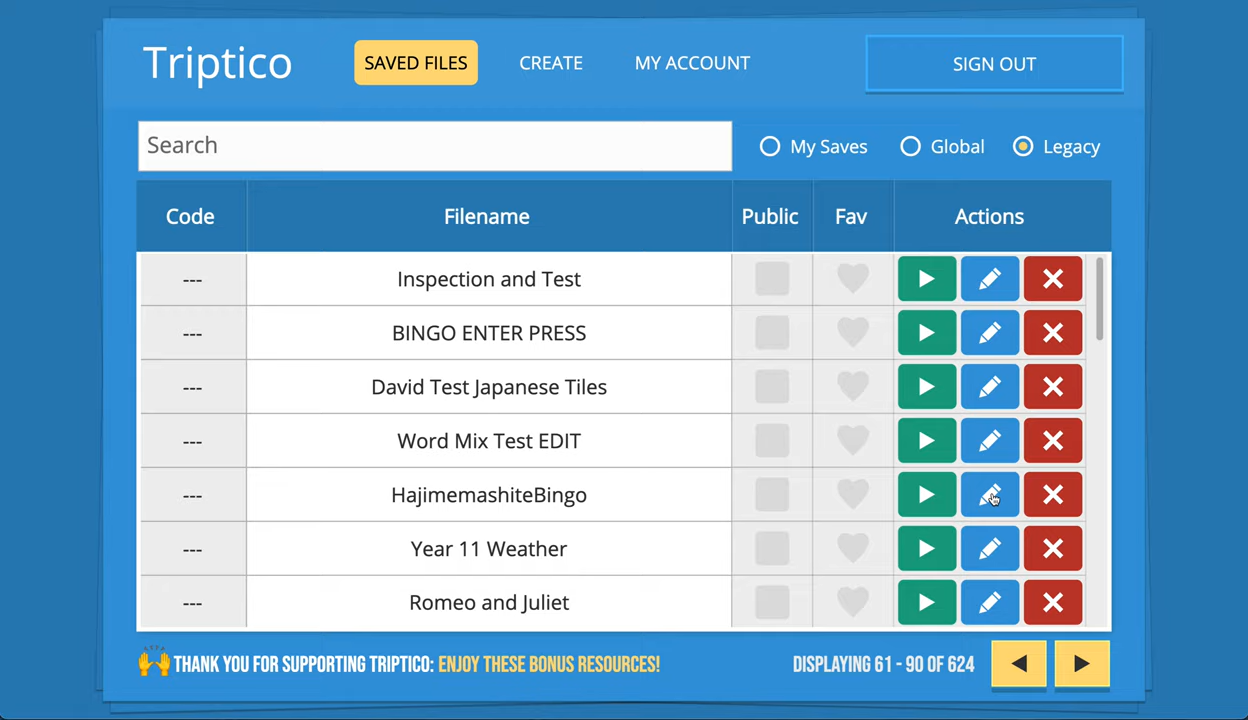 Triptico
SAVED FILES
CREATE
MY ACCOUNT
SIGN OUT
Search
My Saves
Global
Legacy
Code
Filename
Public
Fav
Actions
---
Inspection and Test
---
BINGO ENTER PRESS
---
David Test Japanese Tiles
---
Word Mix Test EDIT
---
HajimemashiteBingo
---
Year 11 Weather
---
Romeo and Juliet
THANK YOU FOR SUPPORTING TRIPTICO: ENJOY THESE BONUS RESOURCES!
DISPLAYING 61 - 90 OF 624